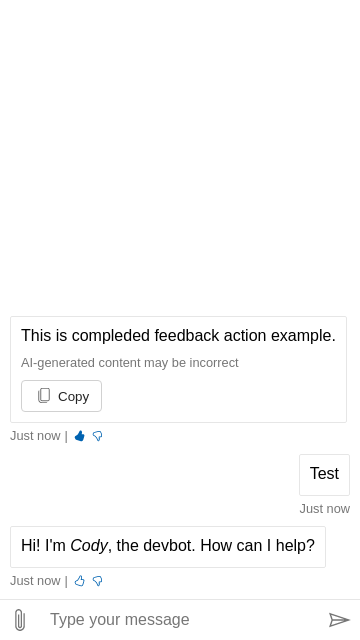 This is compleded feedback action example.
AI-generated content may be incorrect
Copy
Just now |
Test
Just now
Hi! I'm Cody, the devbot. How can I help?
Just now |
Type your message